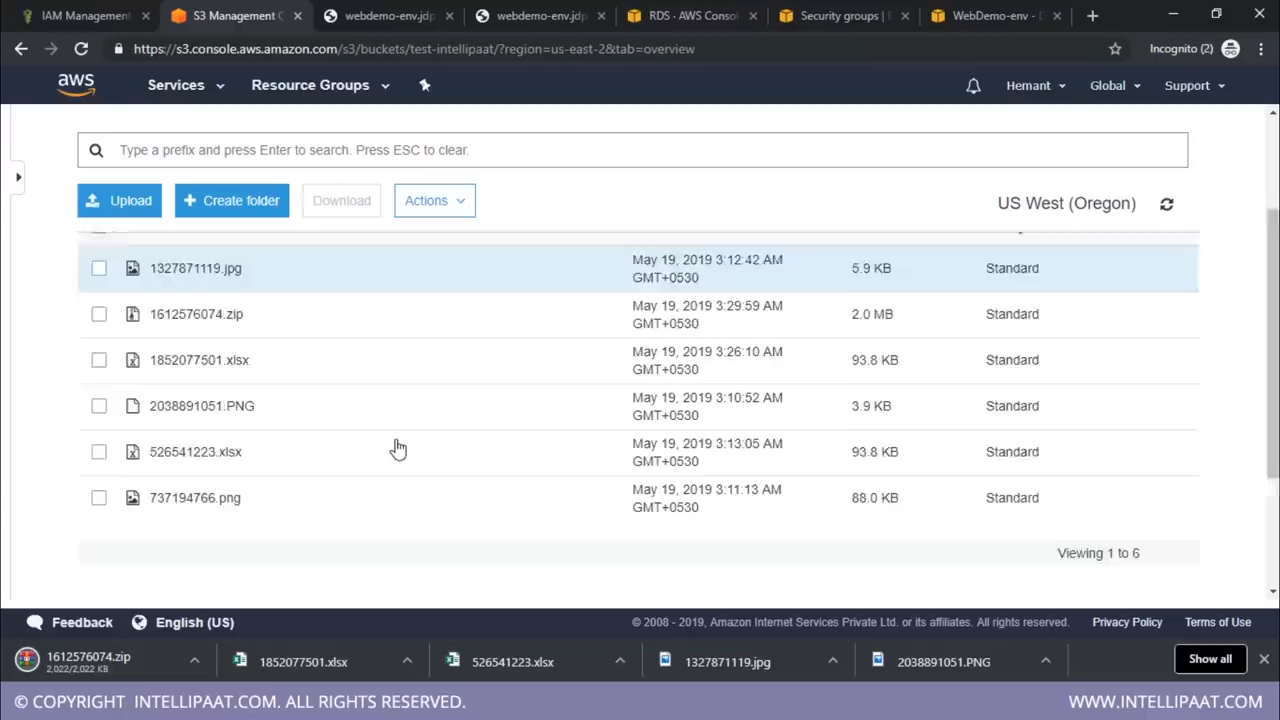 IAM Management
S3 Management C
webdemo-env.jdp
webdemo-env.jdp
RDS - AWS Consol
Security groups |
WebDemo-env - D
https://s3.console.aws.amazon.com/s3/buckets/test-intellipaat/?region=us-east-2&tab=overview
Incognito (2)
aws
Services
Resource Groups
Hemant
Global
Support
Type a prefix and press Enter to search. Press ESC to clear.
Upload
Create folder
Download
Actions
US West (Oregon)
1327871119.jpg
May 19, 2019 3:12:42 AM
GMT+0530
5.9 KB
Standard
1612576074.zip
May 19, 2019 3:29:59 AM
GMT+0530
2.0 MB
Standard
1852077501.xlsx
May 19, 2019 3:26:10 AM
GMT+0530
93.8 KB
Standard
2038891051.PNG
May 19, 2019 3:10:52 AM
GMT+0530
3.9 KB
Standard
526541223.xlsx
May 19, 2019 3:13:05 AM
GMT+0530
93.8 KB
Standard
737194766.png
May 19, 2019 3:11:13 AM
GMT+0530
88.0 KB
Standard
Viewing 1 to 6
Feedback
English (US)
© 2008 - 2019, Amazon Internet Services Private Ltd. or its affiliates. All rights reserved.
Privacy Policy
Terms of Use
1612576074.zip
2,022/2,022 KB
1852077501.xlsx
526541223.xlsx
1327871119.jpg
2038891051.PNG
Show all
© COPYRIGHT INTELLIPAAT.COM. ALL RIGHTS RESERVED.
WWW.INTELLIPAAT.COM